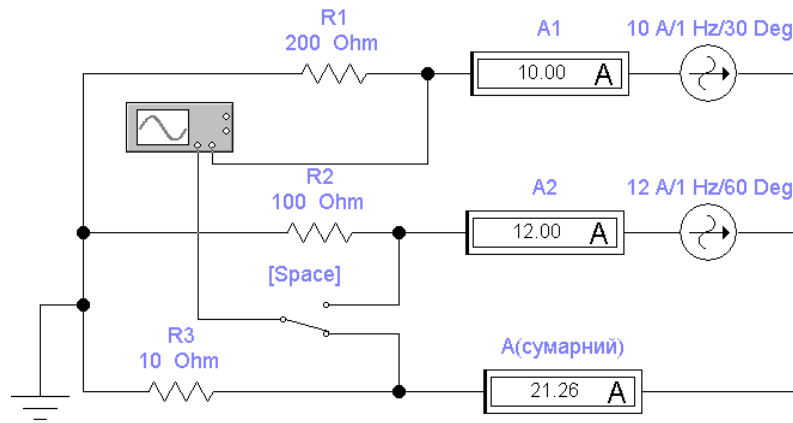 R1
200 Ohm
A1
10.00 A
10 A/1 Hz/30 Deg
R2
100 Ohm
A2
12.00 A
12 A/1 Hz/60 Deg
[Space]
R3
10 Ohm
А(сумарний)
21.26 A